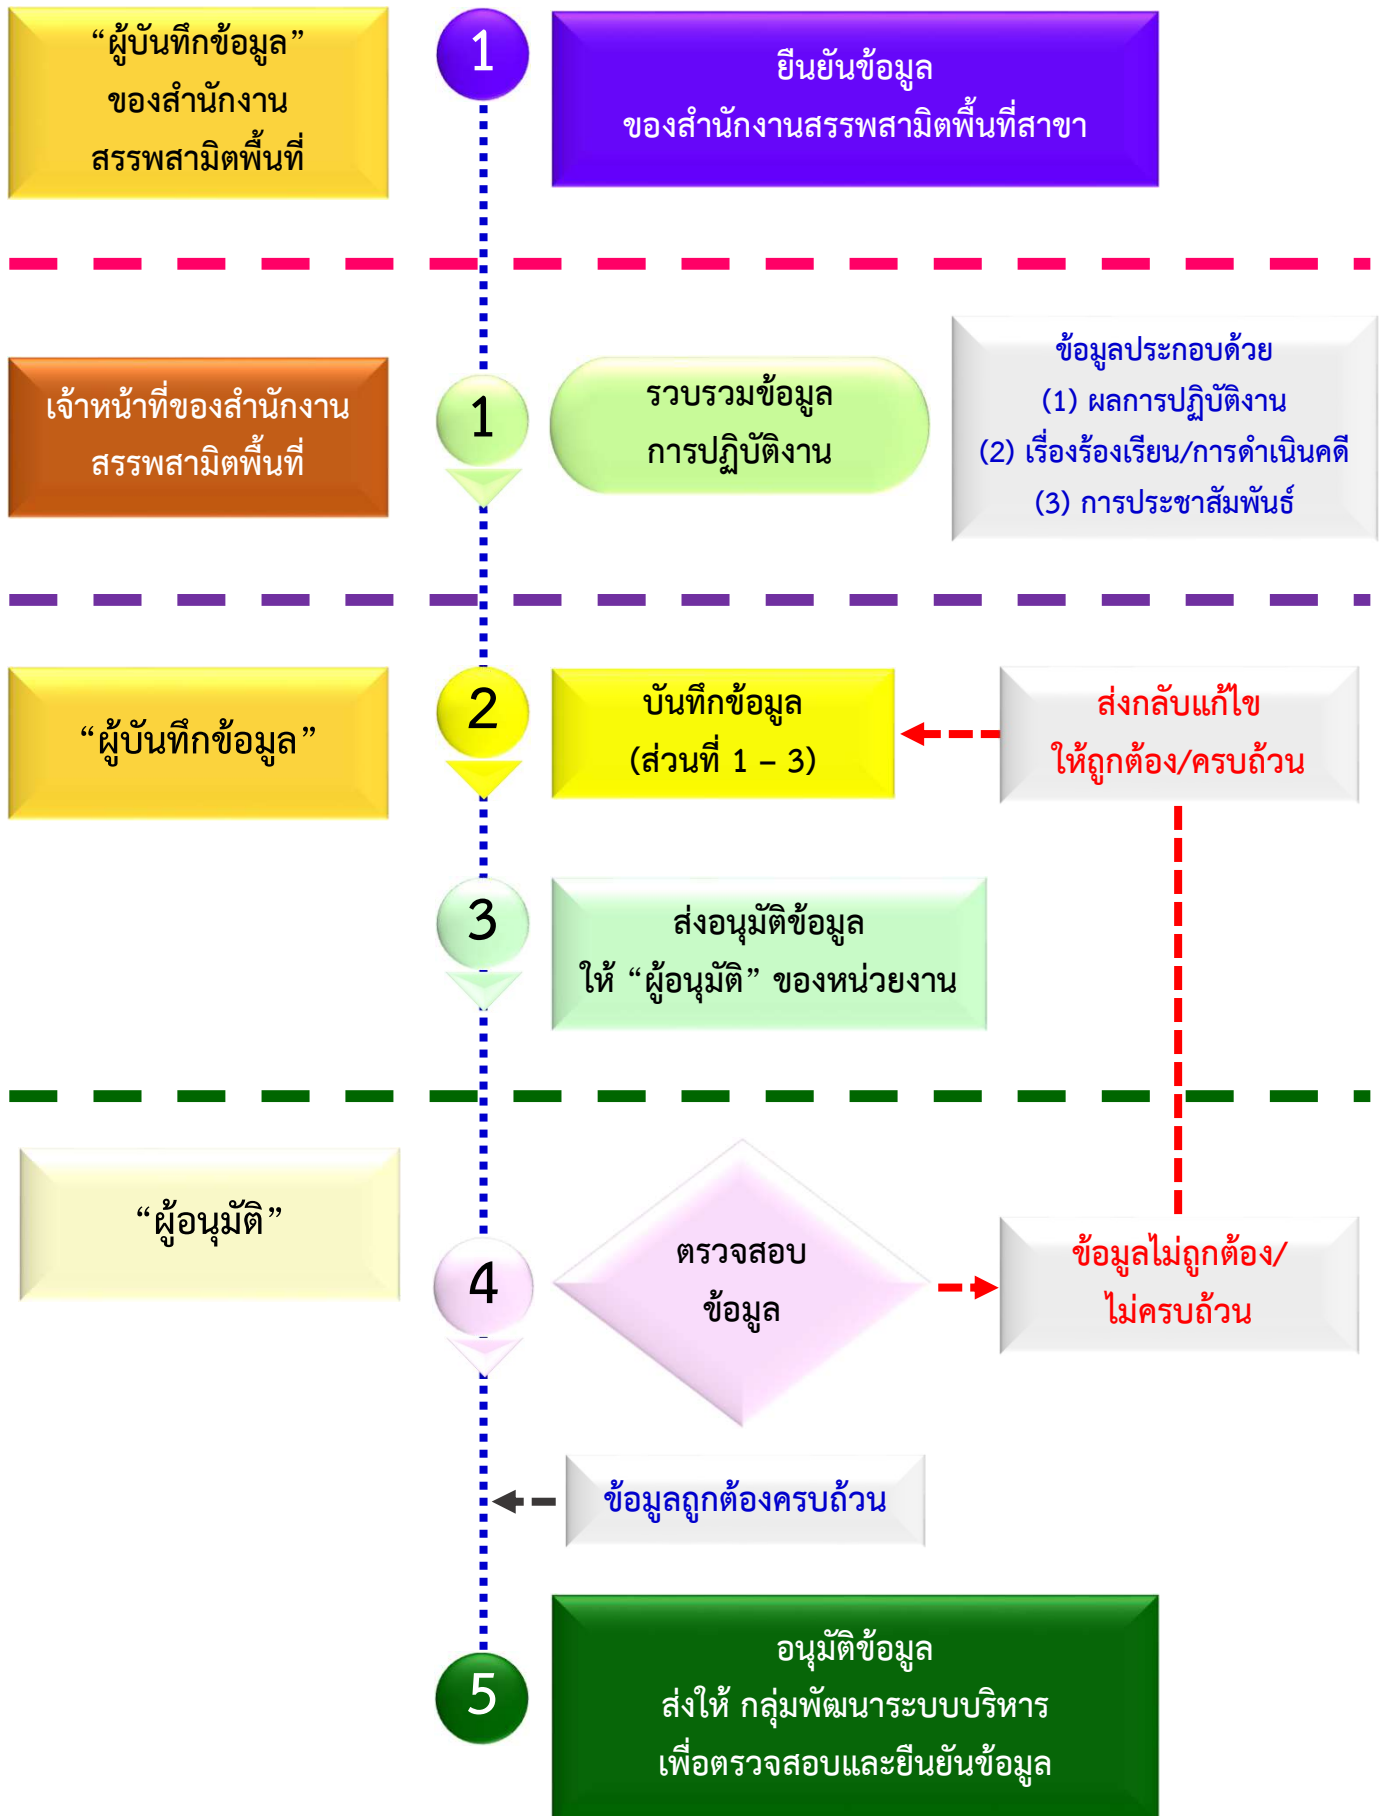 “ผู้บันทึกข้อมูล”
ของสำนักงาน
สรรพสามิตพื้นที่
1
ยืนยันข้อมูล
ของสำนักงานสรรพสามิตพื้นที่สาขา
เจ้าหน้าที่ของสำนักงาน
สรรพสามิตพื้นที่
1
รวบรวมข้อมูล
การปฏิบัติงาน
ข้อมูลประกอบด้วย
(1) ผลการปฏิบัติงาน
(2) เรื่องร้องเรียน/การดำเนินคดี
(3) การประชาสัมพันธ์
“ผู้บันทึกข้อมูล”
2
บันทึกข้อมูล
(ส่วนที่ 1 – 3)
ส่งกลับแก้ไข
ให้ถูกต้อง/ครบถ้วน
3
ส่งอนุมัติข้อมูล
ให้ “ผู้อนุมัติ” ของหน่วยงาน
“ผู้อนุมัติ”
4
ตรวจสอบ
ข้อมูล
ข้อมูลไม่ถูกต้อง/
ไม่ครบถ้วน
ข้อมูลถูกต้องครบถ้วน
5
อนุมัติข้อมูล
ส่งให้ กลุ่มพัฒนาระบบบริหาร
เพื่อตรวจสอบและยืนยันข้อมูล